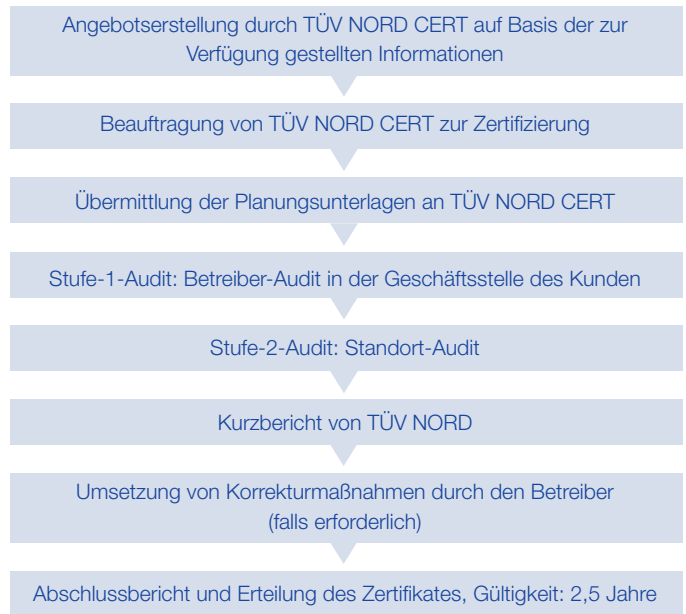 Angebotserstellung durch TÜV NORD CERT auf Basis der zur
Verfügung gestellten Informationen
Beauftragung von TÜV NORD CERT zur Zertifizierung
Übermittlung der Planungsunterlagen an TÜV NORD CERT
Stufe-1-Audit: Betreiber-Audit in der Geschäftsstelle des Kunden
Stufe-2-Audit: Standort-Audit
Kurzbericht von TÜV NORD
Umsetzung von Korrekturmaßnahmen durch den Betreiber
(falls erforderlich)
Abschlussbericht und Erteilung des Zertifikates, Gültigkeit: 2,5 Jahre